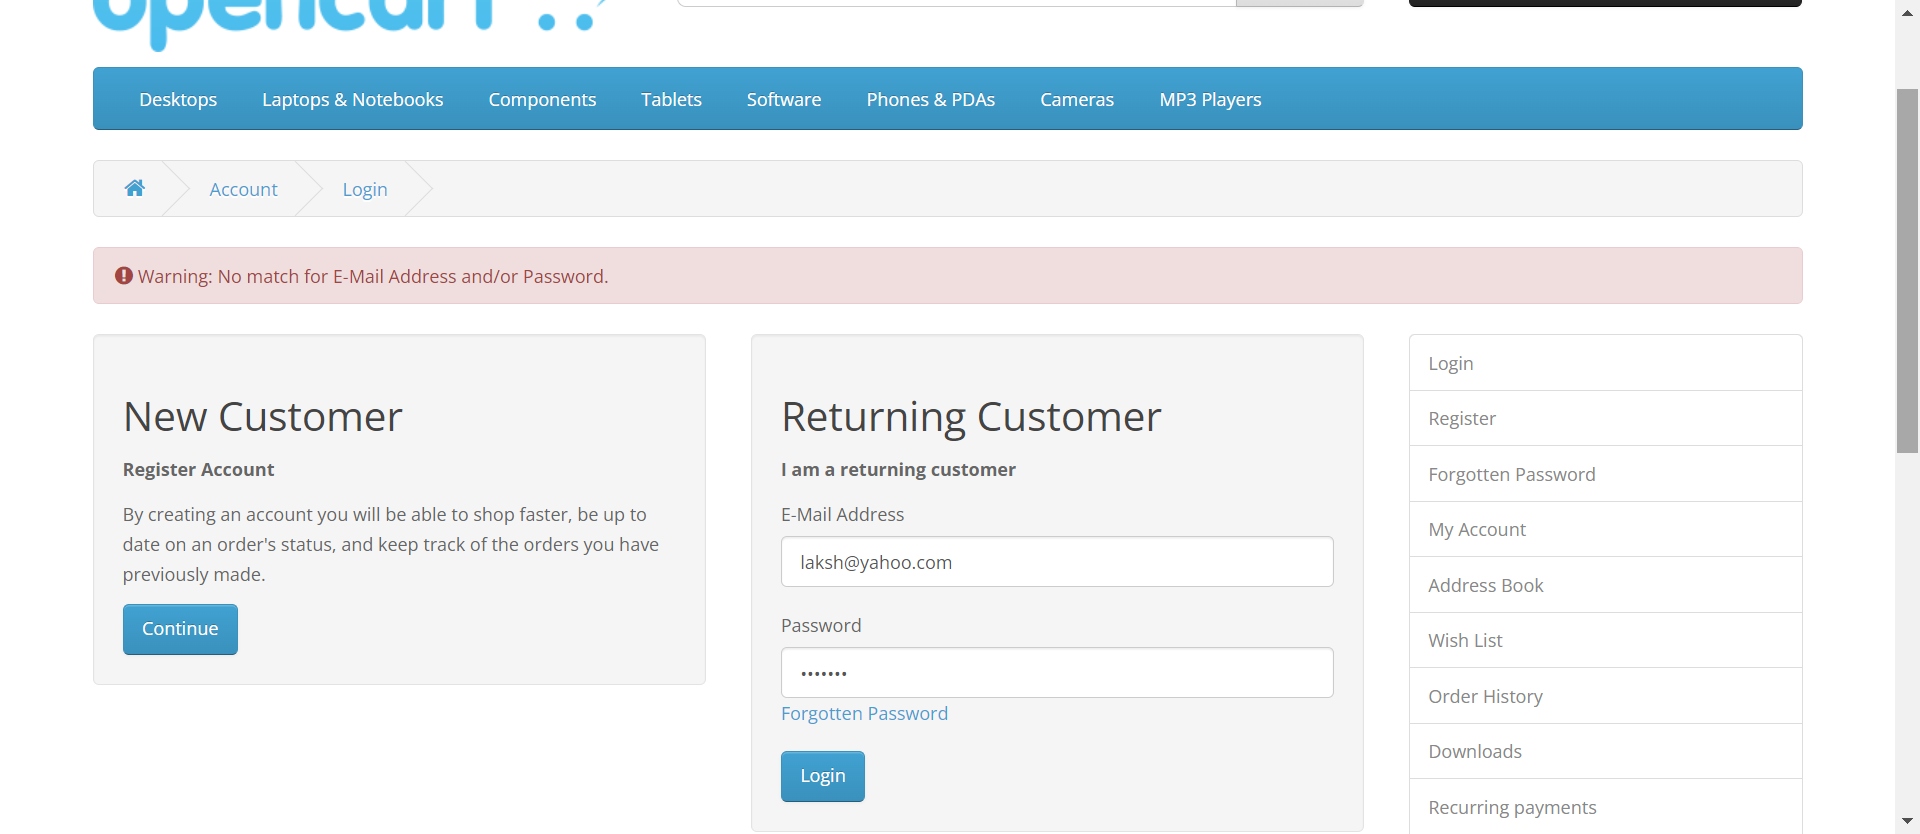 opencart
Desktops Laptops & Notebooks Components Tablets Software Phones & PDAs Cameras MP3 Players
Account Login
Warning: No match for E-Mail Address and/or Password.
New Customer
Register Account
By creating an account you will be able to shop faster, be up to
date on an order's status, and keep track of the orders you have
previously made.
Continue
Returning Customer
I am a returning customer
E-Mail Address
laksh@yahoo.com
Password
•••••••
Forgotten Password
Login
Login
Register
Forgotten Password
My Account
Address Book
Wish List
Order History
Downloads
Recurring payments